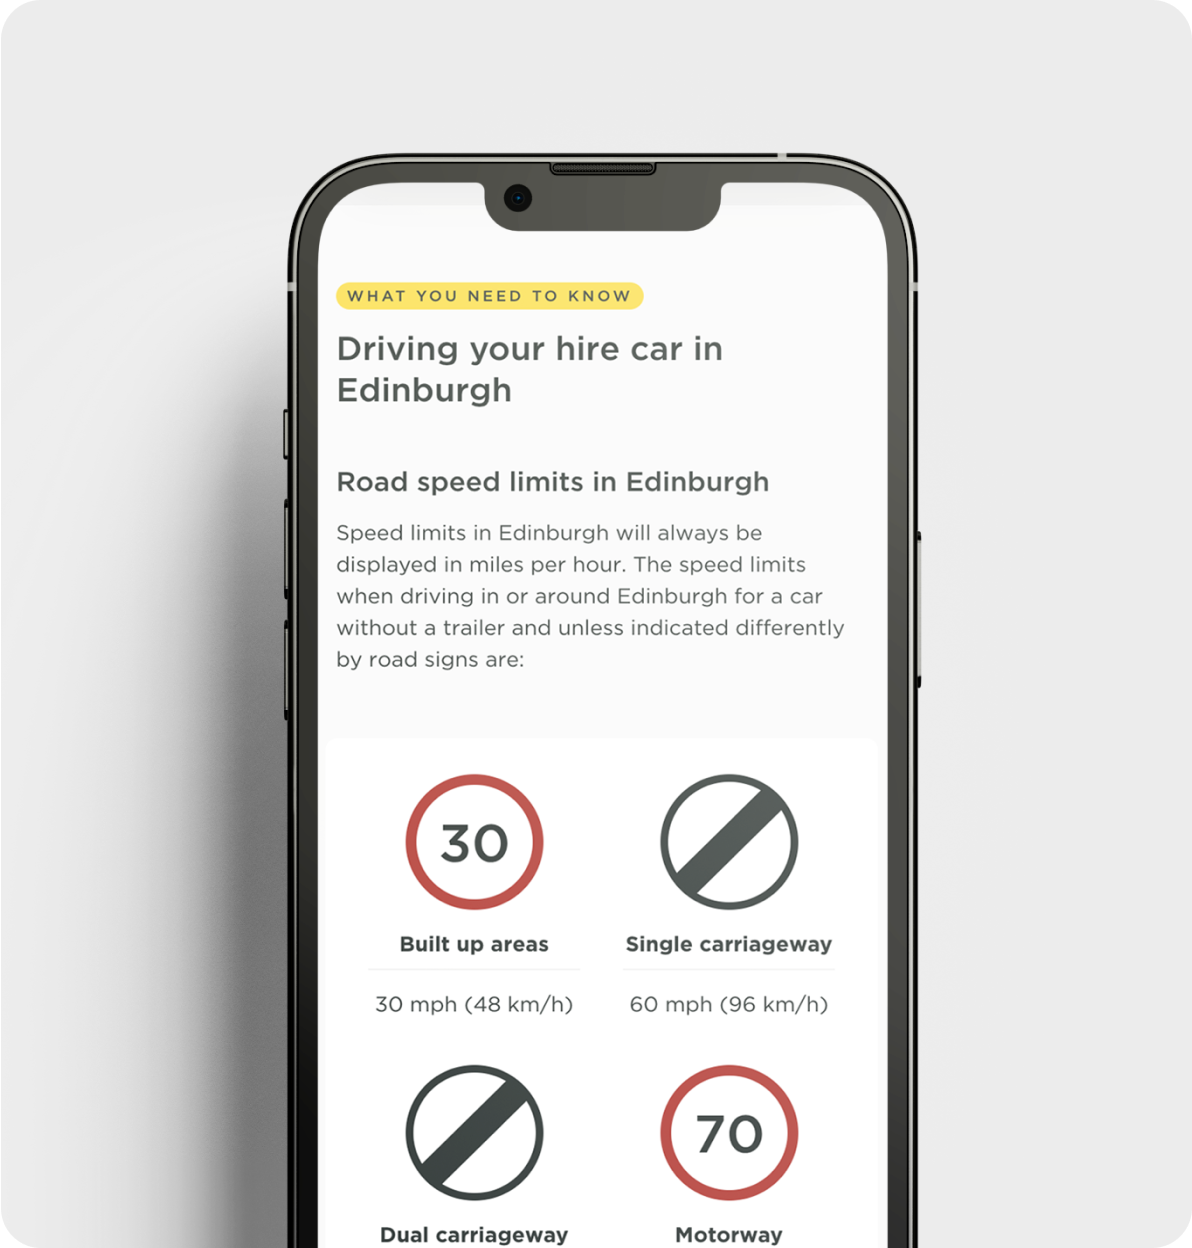 WHAT YOU NEED TO KNOW
Driving your hire car in
Edinburgh
Road speed limits in Edinburgh
Speed limits in Edinburgh will always be
displayed in miles per hour. The speed limits
when driving in or around Edinburgh for a car
without a trailer and unless indicated differently
by road signs are:
30
Built up areas
30 mph (48 km/h)
Single carriageway
60 mph (96 km/h)
Dual carriageway
70
Motorway